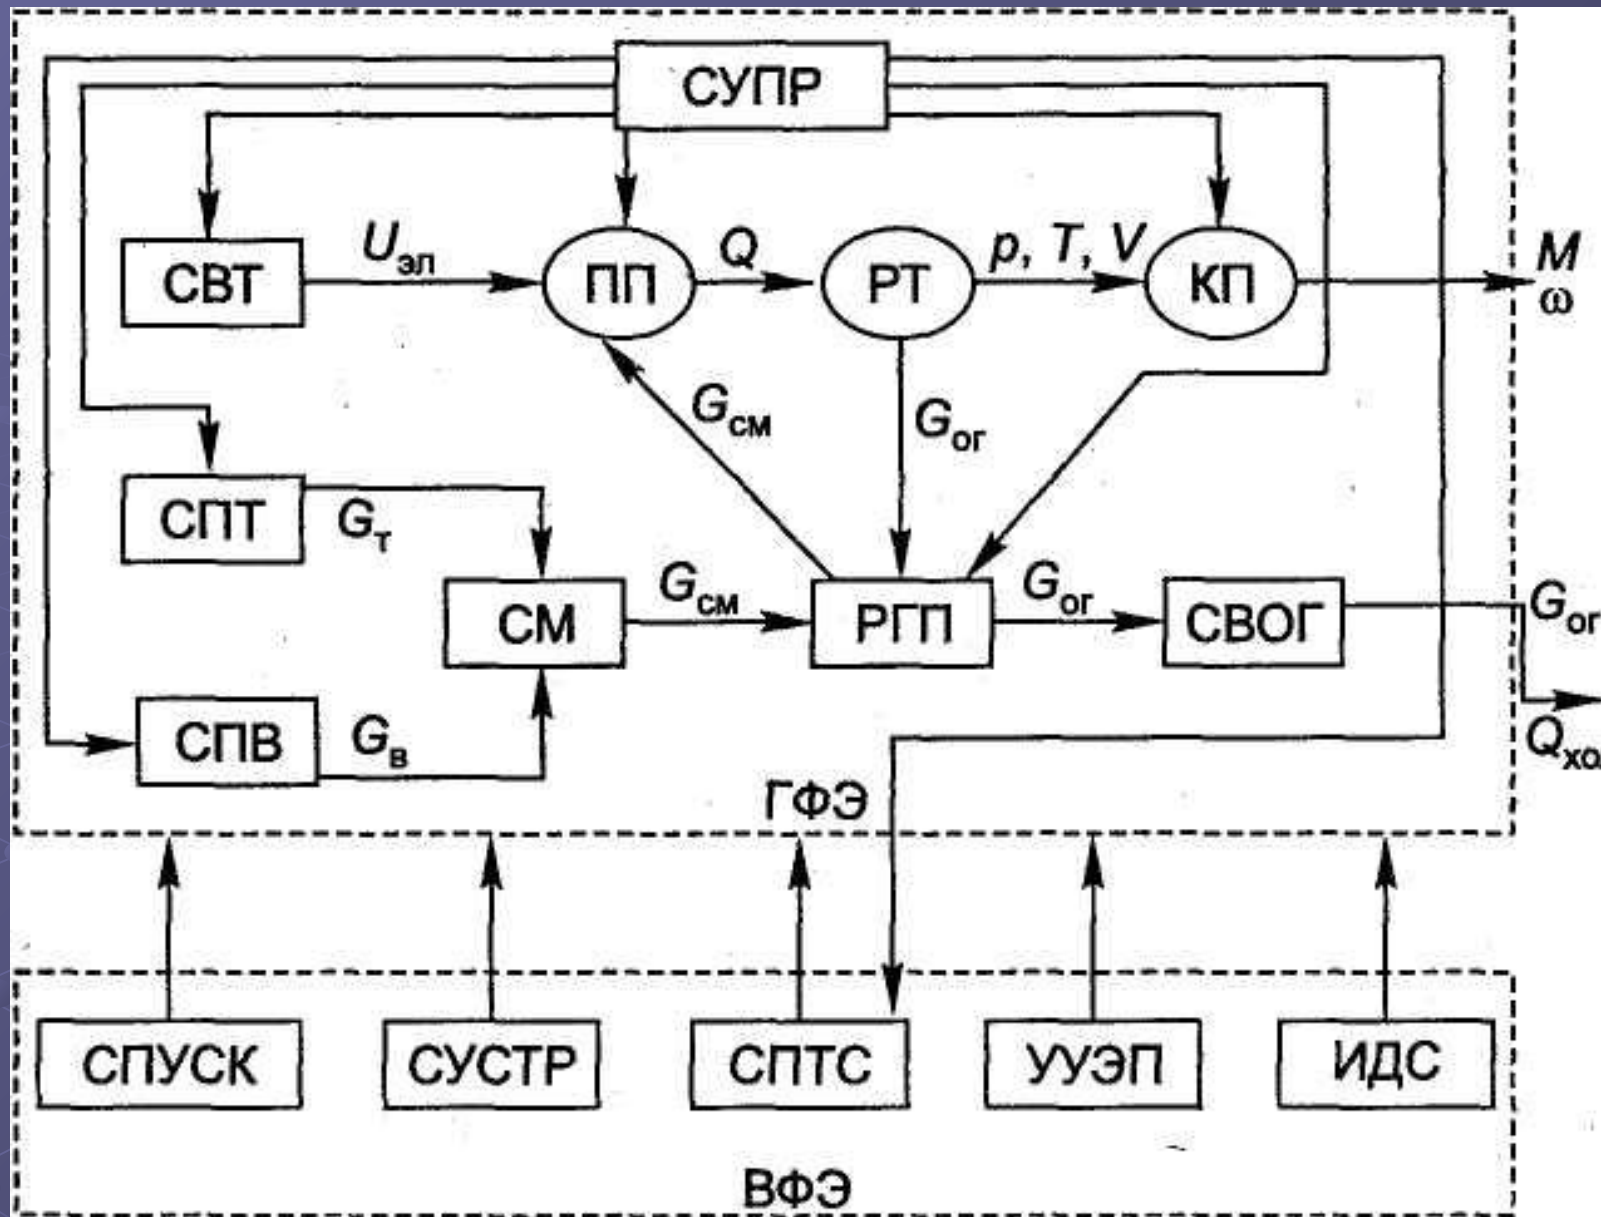 СУПР
СВТ
Uэл
ПП
Q
РТ
p, T, V
КП
M
ω
Gсм
Gог
СПТ
Gт
СМ
Gсм
РГП
Gог
СВОГ
Gог
СПВ
Gв
Qхо
ГФЭ
СПУСК
СУСТР
СПТС
УУЭП
ИДС
ВФЭ